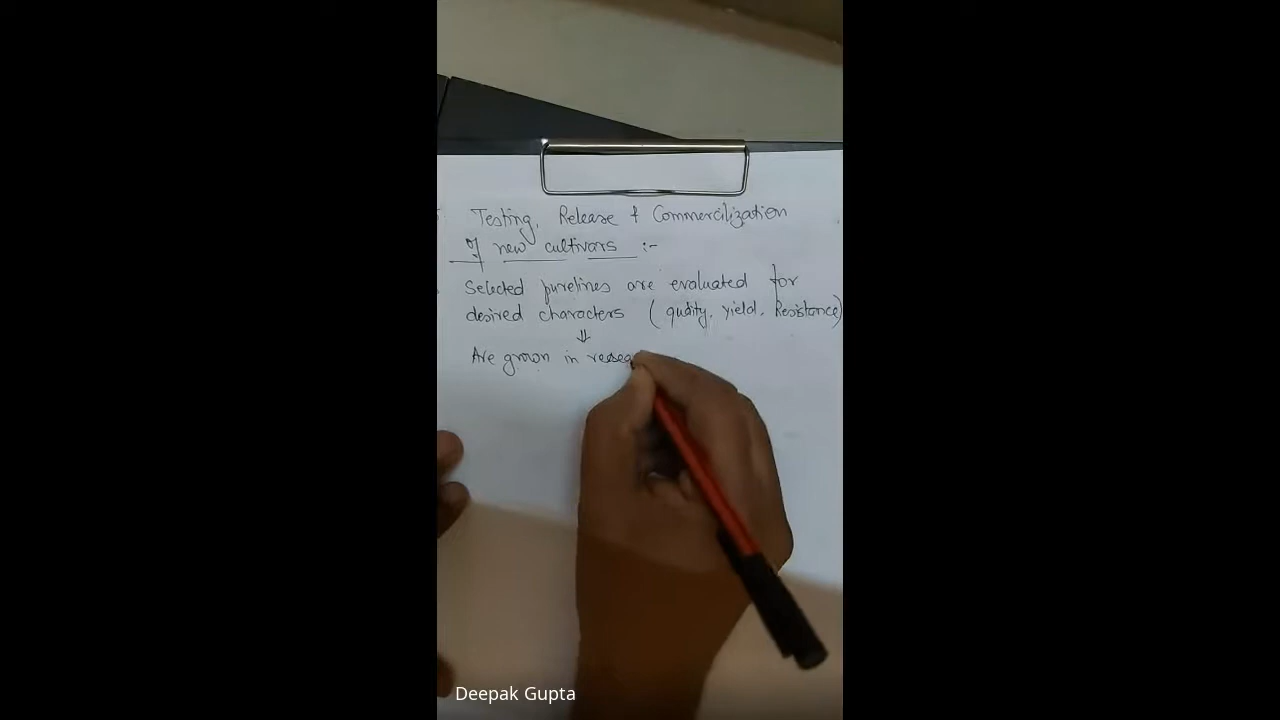 Testing, Release & Commercilization
of new cultivars :-
Selected purelines are evaluated for
desired characters ( quality, yield, Resistance)
⇓
Are grown in resea
Deepak Gupta